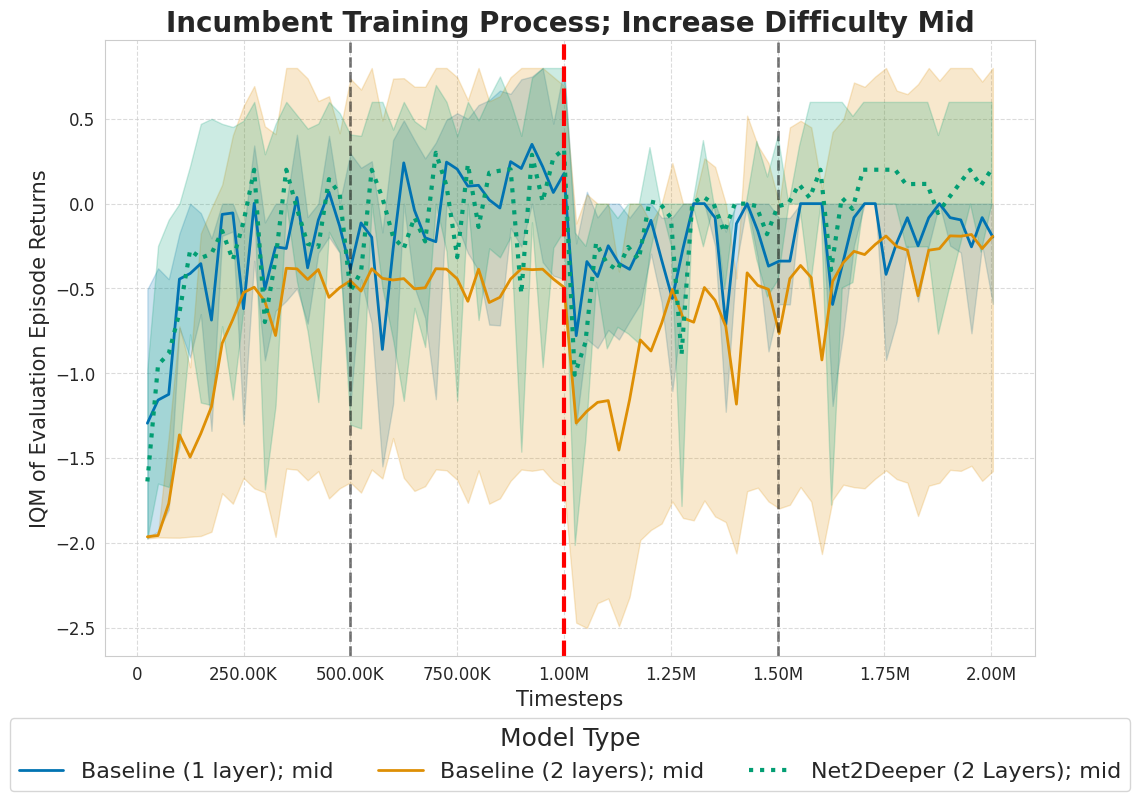 Incumbent Training Process; Increase Difficulty Mid
IQM of Evaluation Episode Returns
0.5
0.0
−0.5
−1.0
−1.5
−2.0
−2.5
0 250.00K 500.00K 750.00K 1.00M 1.25M 1.50M 1.75M 2.00M
Timesteps
Model Type
Baseline (1 layer); mid Baseline (2 layers); mid Net2Deeper (2 Layers); mid